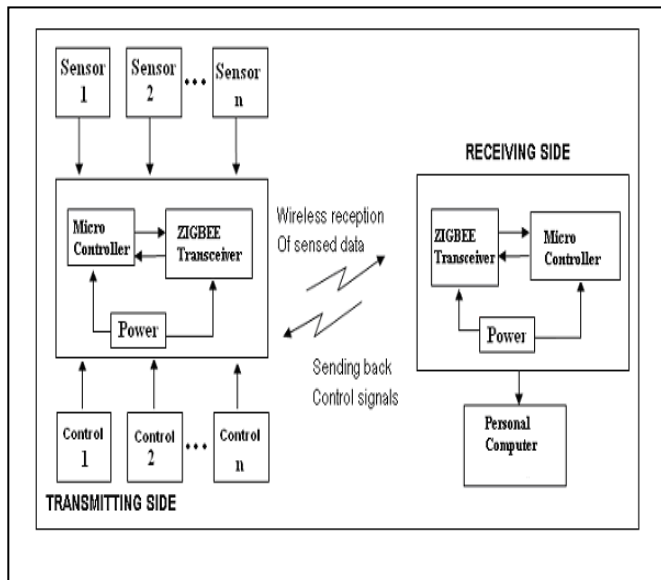 Sensor
1
Sensor
2
•••
Sensor
n
Micro
Controller
ZIGBEE
Transceiver
Power
Control
1
Control
2
•••
Control
n
TRANSMITTING SIDE
Wireless reception
Of sensed data
Sending back
Control signals
RECEIVING SIDE
ZIGBEE
Transceiver
Micro
Controller
Power
Personal
Computer